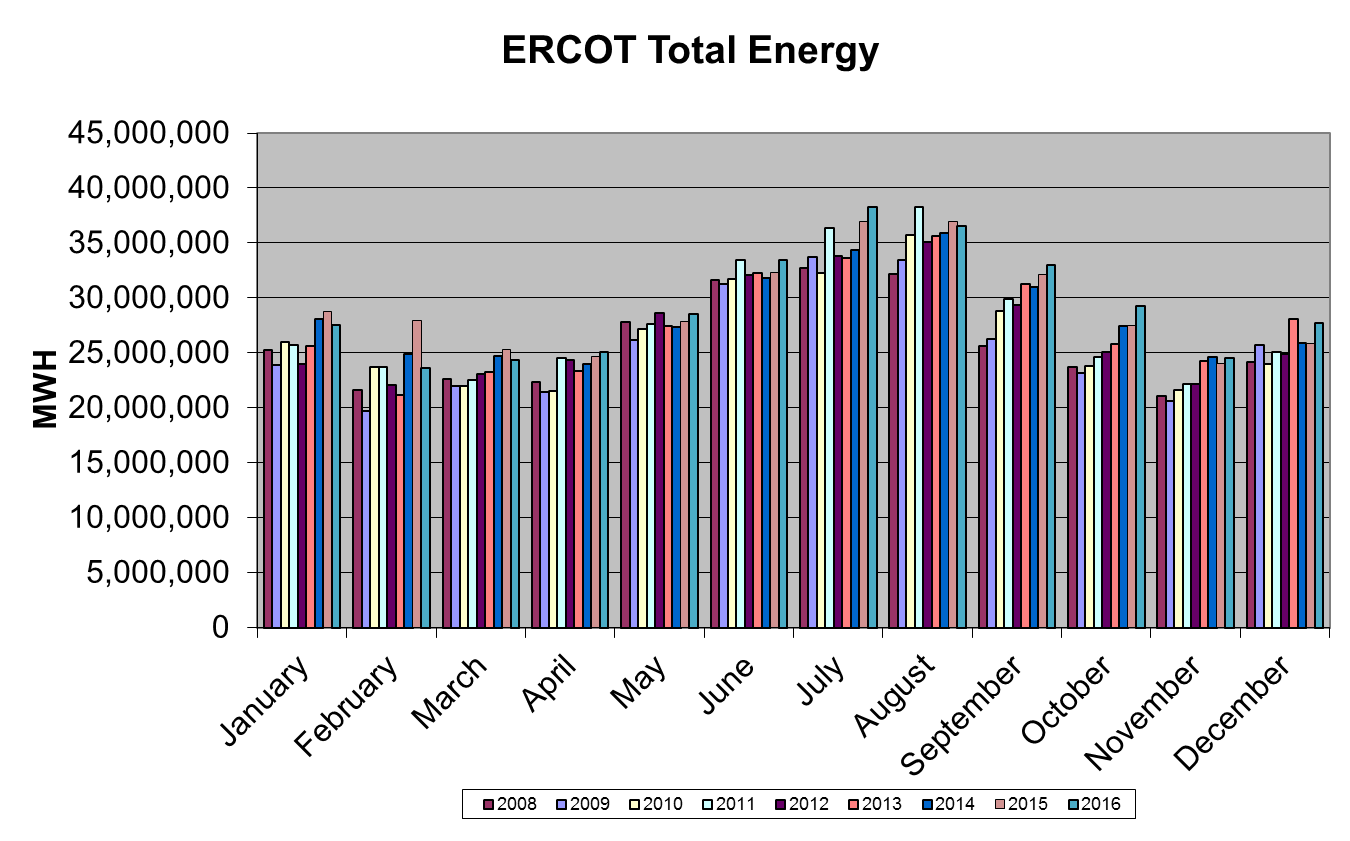 ERCOT Total Energy
45,000,000
40,000,000
35,000,000
30,000,000
25,000,000
20,000,000
15,000,000
10,000,000
5,000,000
0
MWH
January
February
March
April
May
June
July
August
September
October
November
December
2008 2009 2010 2011 2012 2013 2014 2015 2016